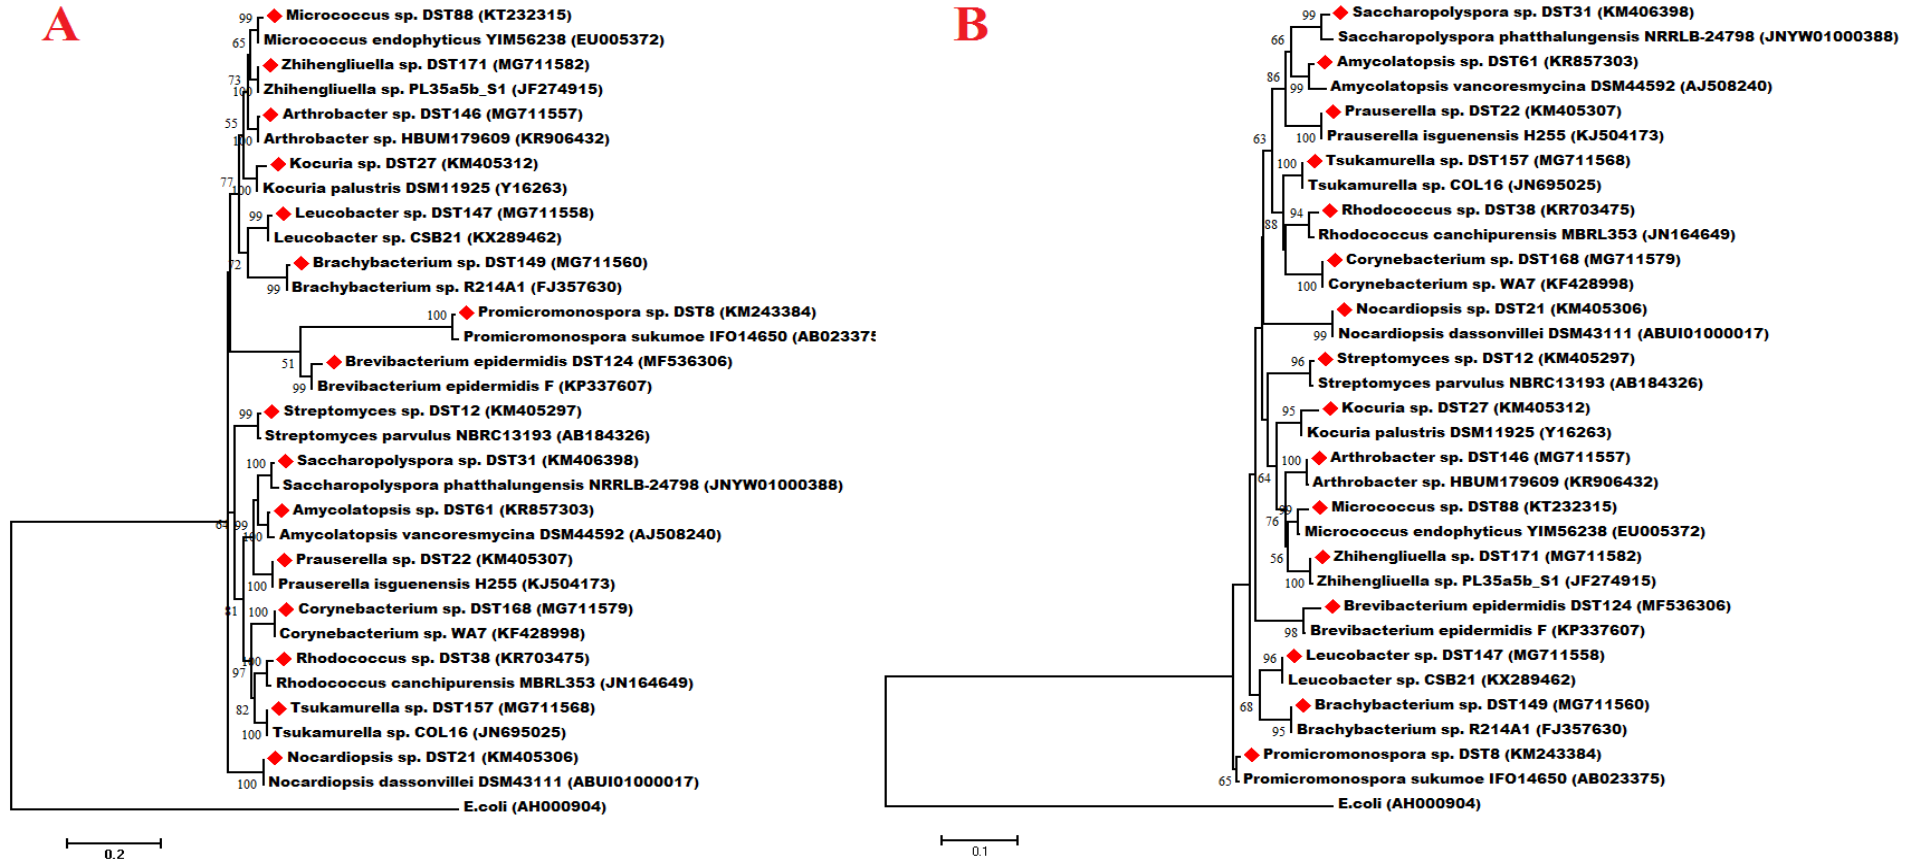 A
99
Micrococcus sp. DST88 (KT232315)
65
Micrococcus endophyticus YIM56238 (EU005372)
Zhihengliuella sp. DST171 (MG711582)
73
100
Zhihengliuella sp. PL35a5b_S1 (JF274915)
Arthrobacter sp. DST146 (MG711557)
55
100
Arthrobacter sp. HBUM179609 (KR906432)
Kocuria sp. DST27 (KM405312)
77
100
Kocuria palustris DSM11925 (Y16263)
99
Leucobacter sp. DST147 (MG711558)
Leucobacter sp. CSB21 (KX289462)
72
Brachybacterium sp. DST149 (MG711560)
99
Brachybacterium sp. R214A1 (FJ357630)
100
Promicromonospora sp. DST8 (KM243384)
Promicromonospora sukumoe IFO14650 (AB023375
51
Brevibacterium epidermidis DST124 (MF536306)
99
Brevibacterium epidermidis F (KP337607)
99
Streptomyces sp. DST12 (KM405297)
Streptomyces parvulus NBRC13193 (AB184326)
100
Saccharopolyspora sp. DST31 (KM406398)
Saccharopolyspora phatthalungensis NRRLB-24798 (JNYW01000388)
Amycolatopsis sp. DST61 (KR857303)
64
99
100
Amycolatopsis vancoresmycina DSM44592 (AJ508240)
Prauserella sp. DST22 (KM405307)
100
Prauserella isguenensis H255 (KJ504173)
81
100
Corynebacterium sp. DST168 (MG711579)
Corynebacterium sp. WA7 (KF428998)
100
Rhodococcus sp. DST38 (KR703475)
97
Rhodococcus canchipurensis MBRL353 (JN164649)
82
Tsukamurella sp. DST157 (MG711568)
100
Tsukamurella sp. COL16 (JN695025)
Nocardiopsis sp. DST21 (KM405306)
100
Nocardiopsis dassonvillei DSM43111 (ABUI01000017)
E.coli (AH000904)
0.2
B
99
Saccharopolyspora sp. DST31 (KM406398)
66
Saccharopolyspora phatthalungensis NRRLB-24798 (JNYW01000388)
Amycolatopsis sp. DST61 (KR857303)
86
99
Amycolatopsis vancoresmycina DSM44592 (AJ508240)
Prauserella sp. DST22 (KM405307)
63
100
Prauserella isguenensis H255 (KJ504173)
100
Tsukamurella sp. DST157 (MG711568)
Tsukamurella sp. COL16 (JN695025)
94
Rhodococcus sp. DST38 (KR703475)
88
Rhodococcus canchipurensis MBRL353 (JN164649)
Corynebacterium sp. DST168 (MG711579)
100
Corynebacterium sp. WA7 (KF428998)
Nocardiopsis sp. DST21 (KM405306)
99
Nocardiopsis dassonvillei DSM43111 (ABUI01000017)
96
Streptomyces sp. DST12 (KM405297)
Streptomyces parvulus NBRC13193 (AB184326)
95
Kocuria sp. DST27 (KM405312)
Kocuria palustris DSM11925 (Y16263)
100
Arthrobacter sp. DST146 (MG711557)
64
Arthrobacter sp. HBUM179609 (KR906432)
99
Micrococcus sp. DST88 (KT232315)
76
Micrococcus endophyticus YIM56238 (EU005372)
56
Zhihengliuella sp. DST171 (MG711582)
100
Zhihengliuella sp. PL35a5b_S1 (JF274915)
Brevibacterium epidermidis DST124 (MF536306)
98
Brevibacterium epidermidis F (KP337607)
96
Leucobacter sp. DST147 (MG711558)
Leucobacter sp. CSB21 (KX289462)
68
Brachybacterium sp. DST149 (MG711560)
95
Brachybacterium sp. R214A1 (FJ357630)
Promicromonospora sp. DST8 (KM243384)
65
Promicromonospora sukumoe IFO14650 (AB023375)
E.coli (AH000904)
0.1